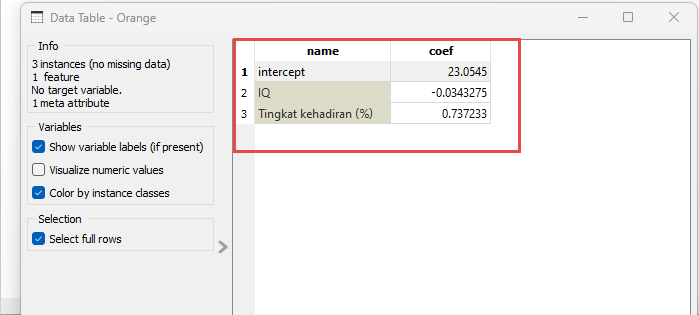 Data Table - Orange
Info
3 instances (no missing data)
1 feature
No target variable.
1 meta attribute
Variables
Show variable labels (if present)
Visualize numeric values
Color by instance classes
Selection
Select full rows
name coef
1 intercept 23.0545
2 IQ -0.0343275
3 Tingkat kehadiran (%) 0.737233